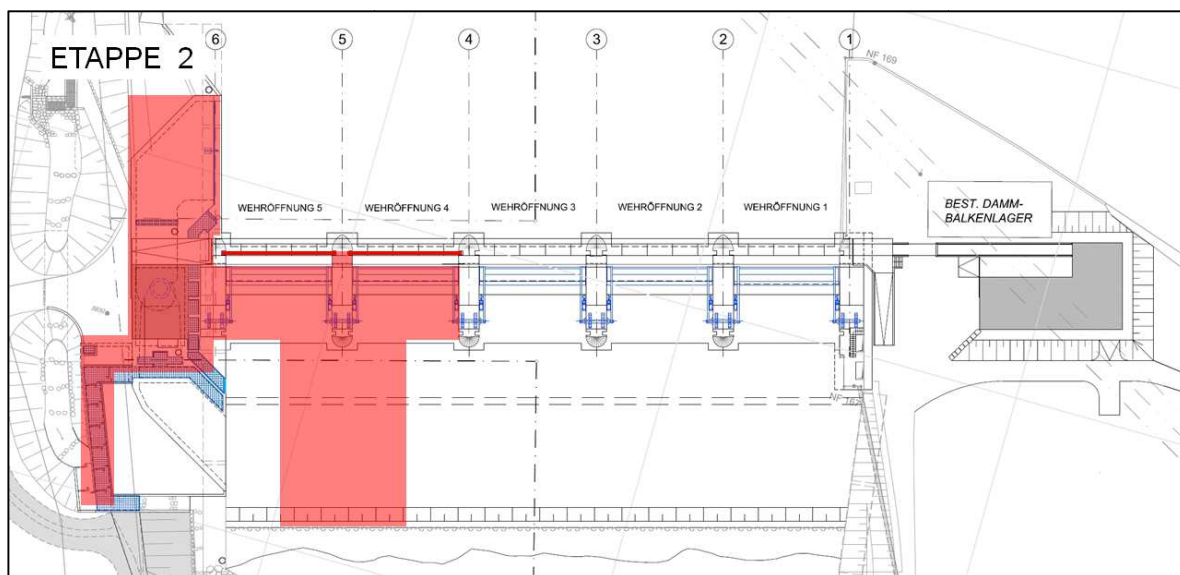 ETAPPE 2
6 5 4 3 2 1
NF 169
WEHRÖFFNUNG 5 WEHRÖFFNUNG 4 WEHRÖFFNUNG 3 WEHRÖFFNUNG 2 WEHRÖFFNUNG 1
BEST. DAMM-
BALKENLAGER